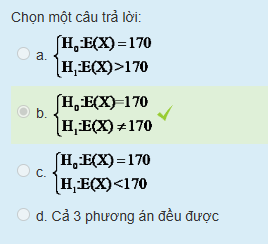 Chọn một câu trả lời:
a. {H₀:E(X)=170
H₁:E(X)>170
b. {H₀:E(X)=170
H₁:E(X)≠170
c. {H₀:E(X)=170
H₁:E(X)<170
d. Cả 3 phương án đều được